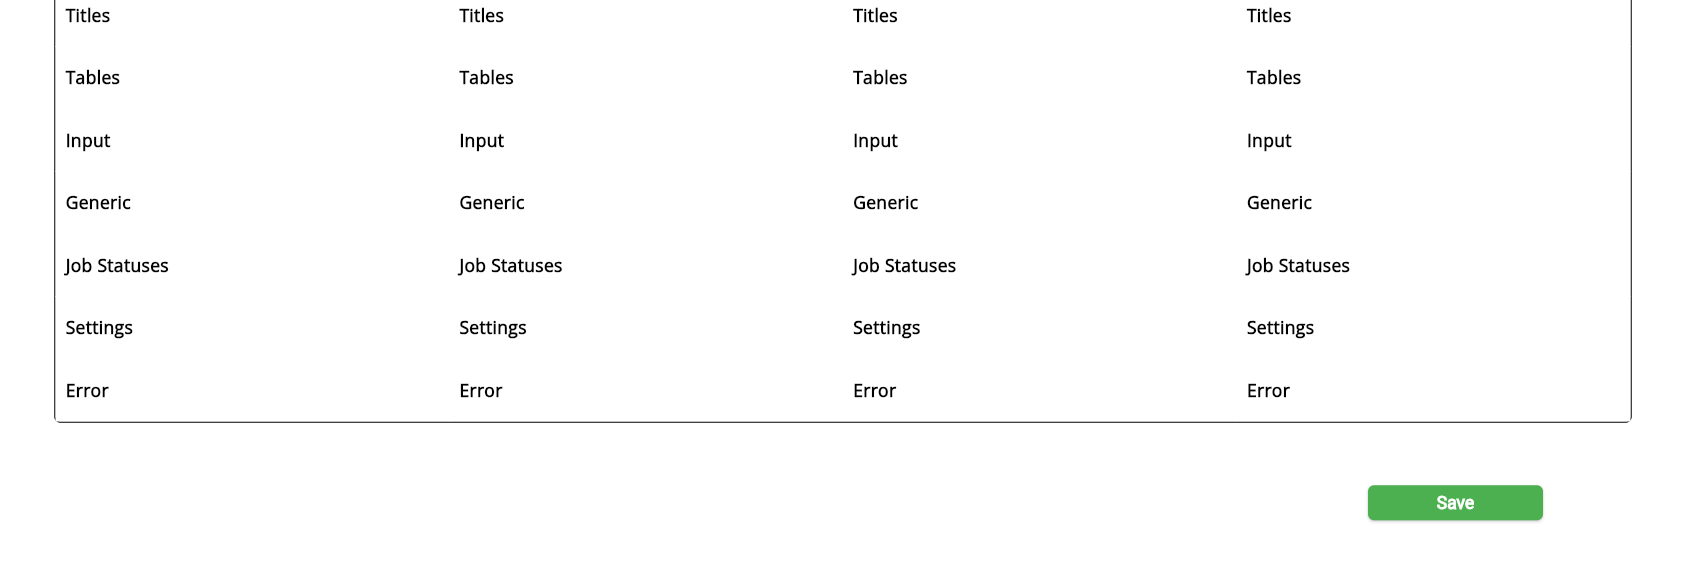 Titles Titles Titles Titles
Tables Tables Tables Tables
Input Input Input Input
Generic Generic Generic Generic
Job Statuses Job Statuses Job Statuses Job Statuses
Settings Settings Settings Settings
Error Error Error Error
Save